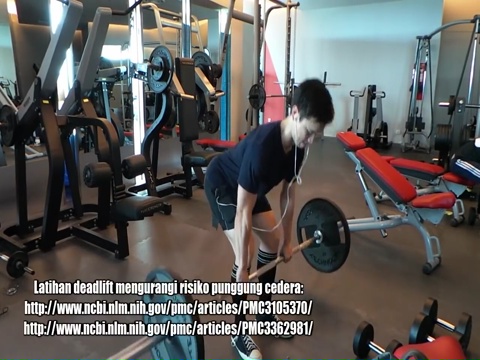 Latihan deadlift mengurangi risiko punggung cedera:
http://www.ncbi.nlm.nih.gov/pmc/articles/PMC3105370/
http://www.ncbi.nlm.nih.gov/pmc/articles/PMC3362981/